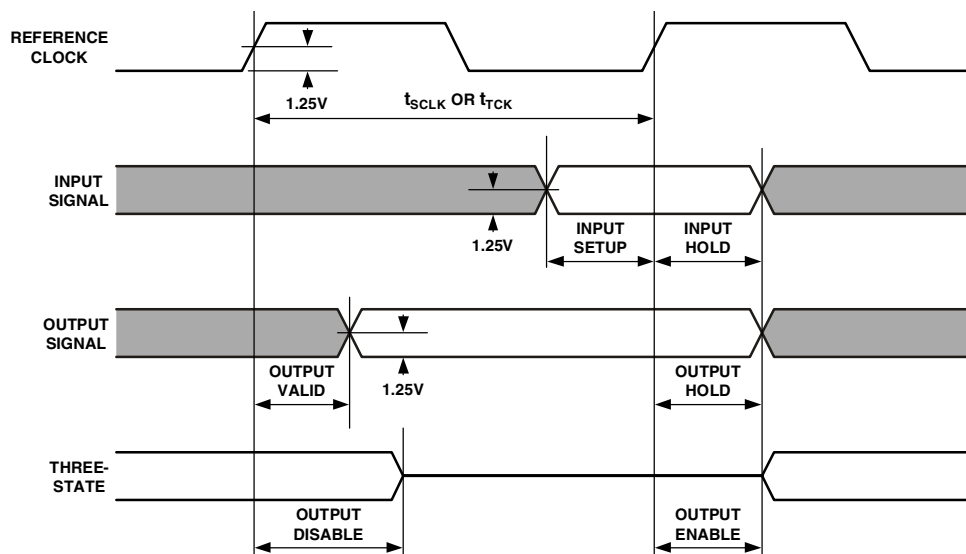 REFERENCE
CLOCK
1.25V
tSCLK OR tTCK
INPUT
SIGNAL
1.25V
INPUT
SETUP
INPUT
HOLD
OUTPUT
SIGNAL
OUTPUT
VALID
1.25V
OUTPUT
HOLD
THREE-
STATE
OUTPUT
DISABLE
OUTPUT
ENABLE